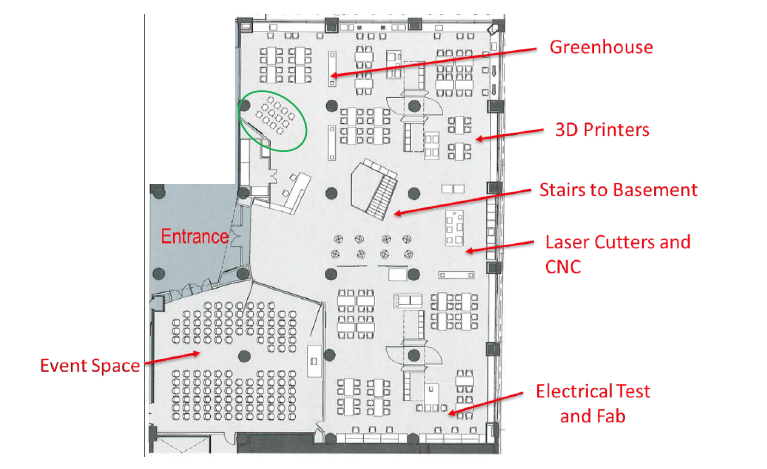 Greenhouse
3D Printers
Stairs to Basement
Entrance
Laser Cutters and
CNC
Event Space
Electrical Test
and Fab